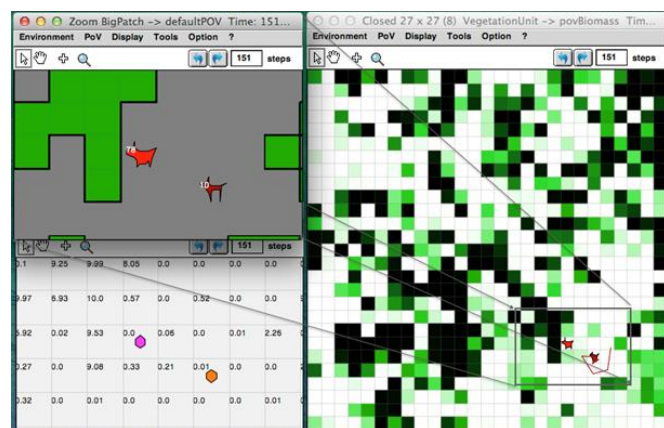 Zoom BigPatch -> defaultPOV Time: 151...
Environment PoV Display Tools Option ?
151 steps
78
10
151 steps
0.1 9.25 9.99 8.05 0.0 0.0 0.0 0.0
9.97 6.93 10.0 0.57 0.0 0.52 0.0 0.0
5.92 0.02 9.53 0.0 0.06 0.0 0.01 2.26
0.27 0.0 9.08 0.33 0.21 0.01 0.0 0.0
0.32 0.0 0.01 0.0 0.0 0.0 0.0 0.01
Closed 27 x 27 (8) VegetationUnit -> povBiomass Tim...
Environment PoV Display Tools Option ?
151 steps